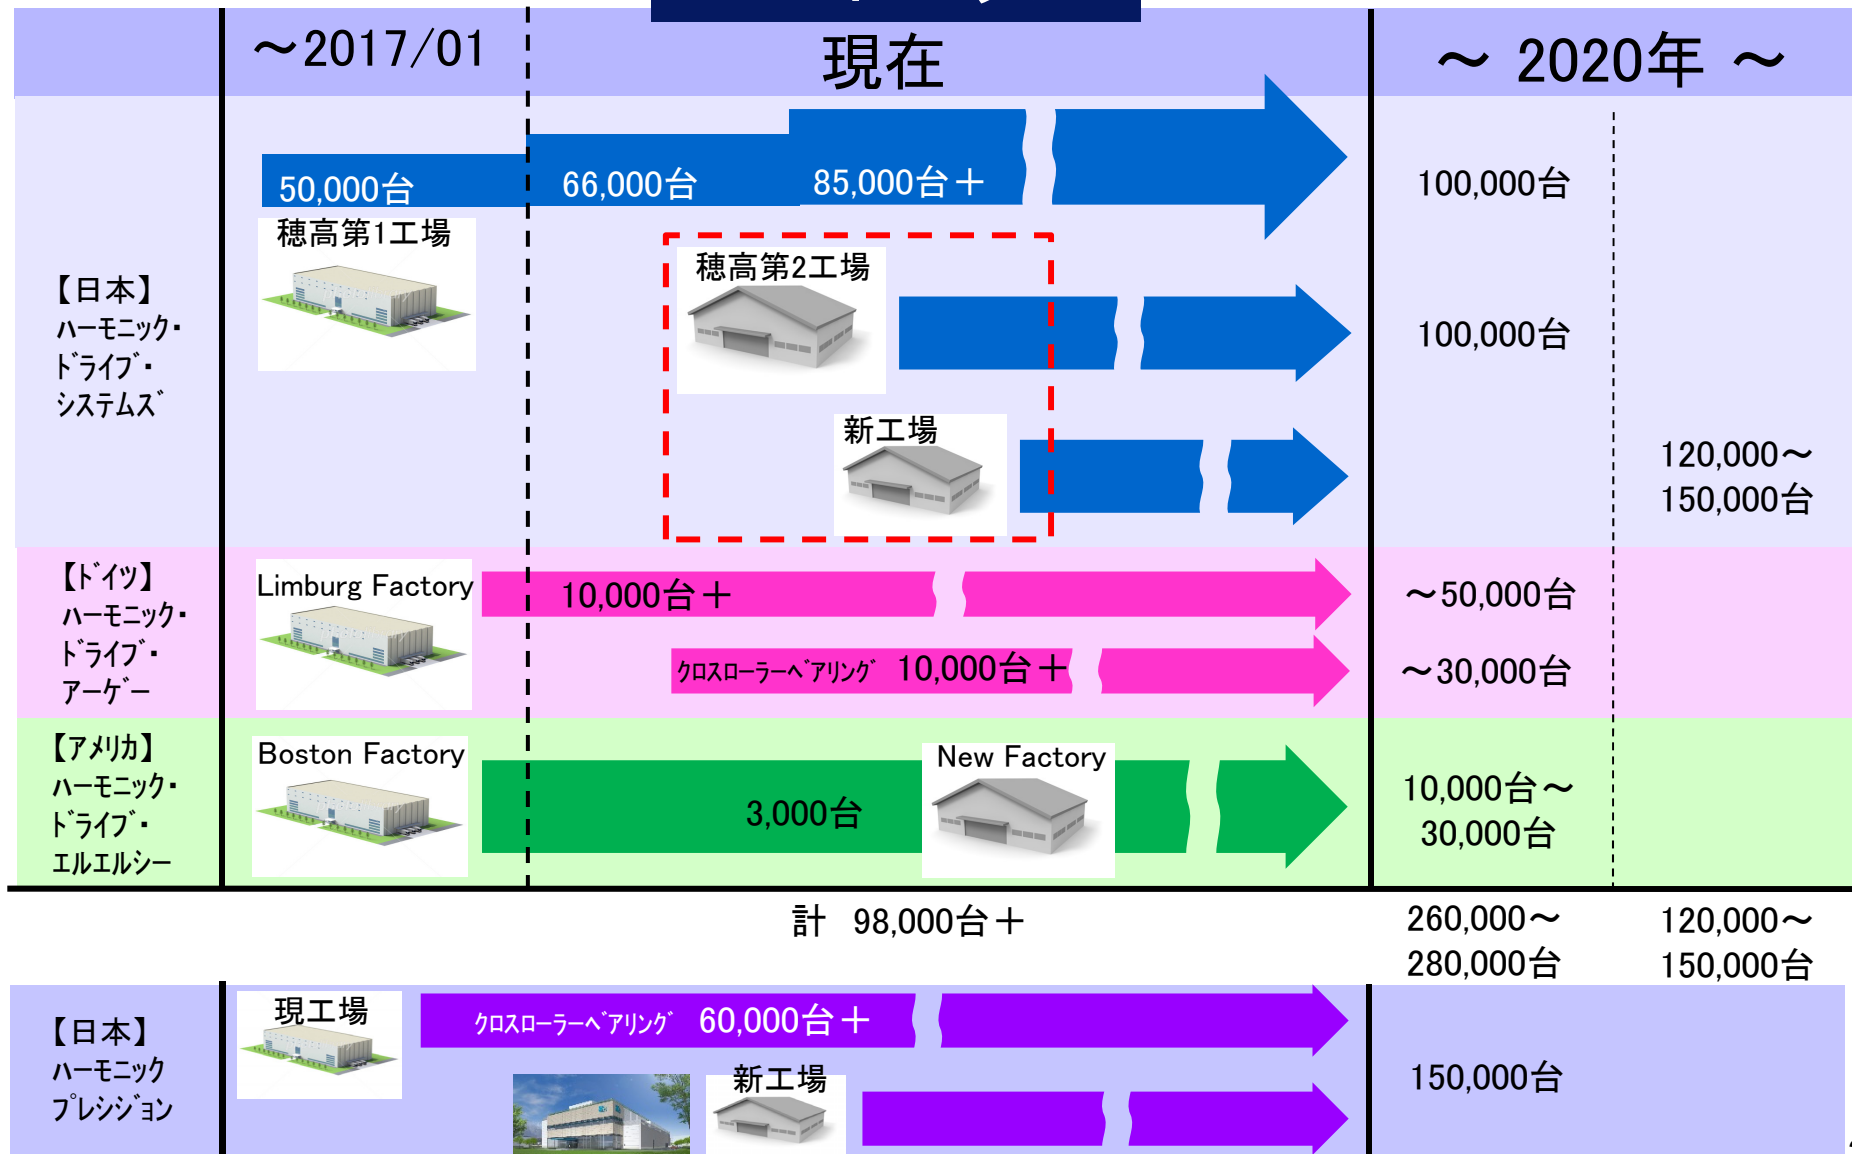 ～2017/01
現在
～ 2020年 ～
50,000台
66,000台
85,000台＋
100,000台
穂高第1工場
穂高第2工場
100,000台
新工場
120,000～
150,000台
【日本】
ﾊｰﾓﾆｯｸ・
ﾄﾞﾗｲﾌﾞ・
ｼｽﾃﾑｽﾞ
【ﾄﾞｲﾂ】
ﾊｰﾓﾆｯｸ・
ﾄﾞﾗｲﾌﾞ・
ｱｰｹﾞｰ
Limburg Factory
10,000台＋
～50,000台
ｸﾛｽﾛｰﾗｰﾍﾞｱﾘﾝｸﾞ 10,000台＋
～30,000台
【ｱﾒﾘｶ】
ﾊｰﾓﾆｯｸ・
ﾄﾞﾗｲﾌﾞ・
ｴﾙｴﾙｼｰ
Boston Factory
3,000台
New Factory
10,000台～
30,000台
計 98,000台＋
260,000～
280,000台
120,000～
150,000台
【日本】
ﾊｰﾓﾆｯｸ
ﾌﾟﾚｼｼﾞｮﾝ
現工場
ｸﾛｽﾛｰﾗｰﾍﾞｱﾘﾝｸﾞ 60,000台＋
新工場
150,000台